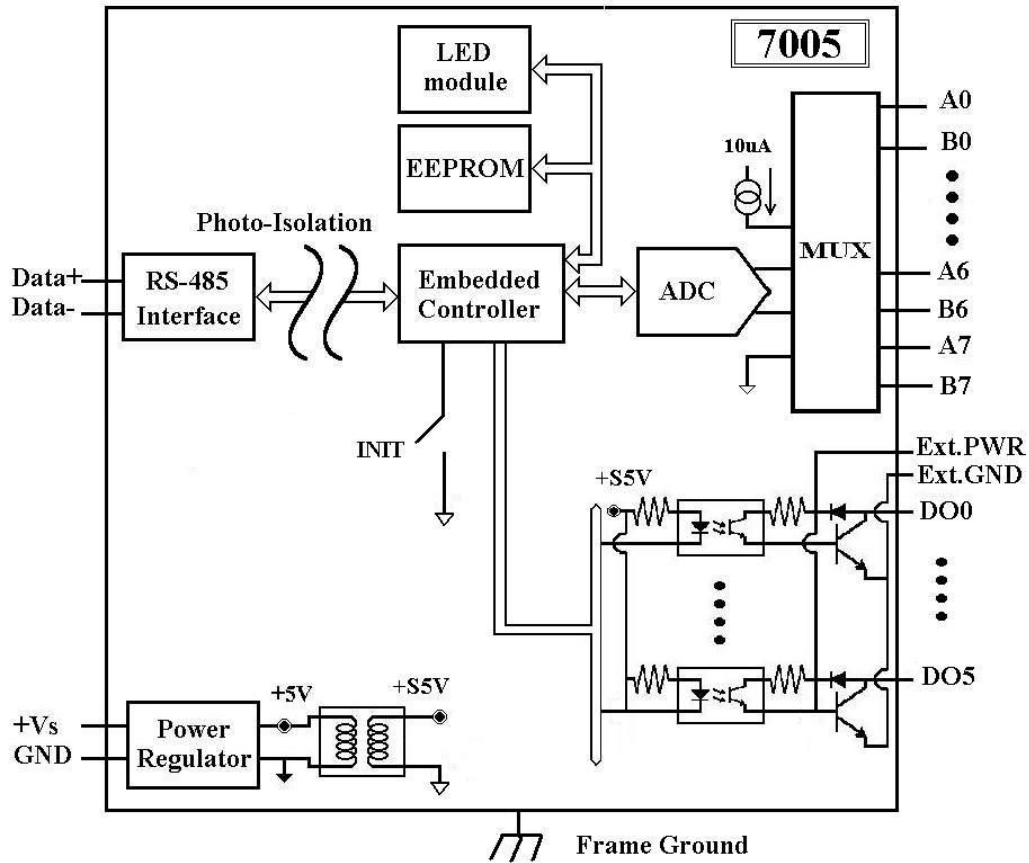 7005
LED
module
EEPROM
10uA
A0
B0
MUX
A6
B6
A7
B7
Photo-Isolation
Data+
Data-
RS-485
Interface
Embedded
Controller
ADC
INIT
Ext.PWR
Ext.GND
+S5V
DO0
DO5
+5V
+S5V
+Vs
GND
Power
Regulator
Frame Ground